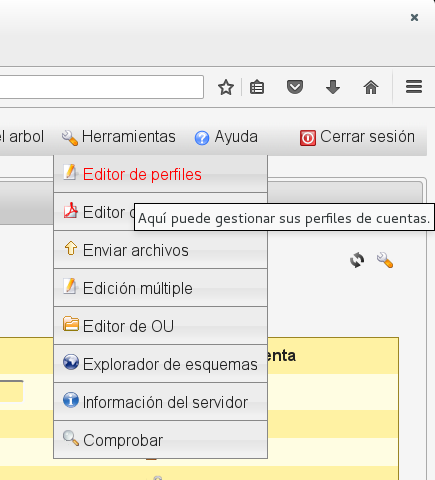 el arbol Herramientas Ayuda Cerrar sesión
Editor de perfiles
Editor
Aquí puede gestionar sus perfiles de cuentas.
Enviar archivos
Edición múltiple
Editor de OU
enta
Explorador de esquemas
Información del servidor
Comprobar